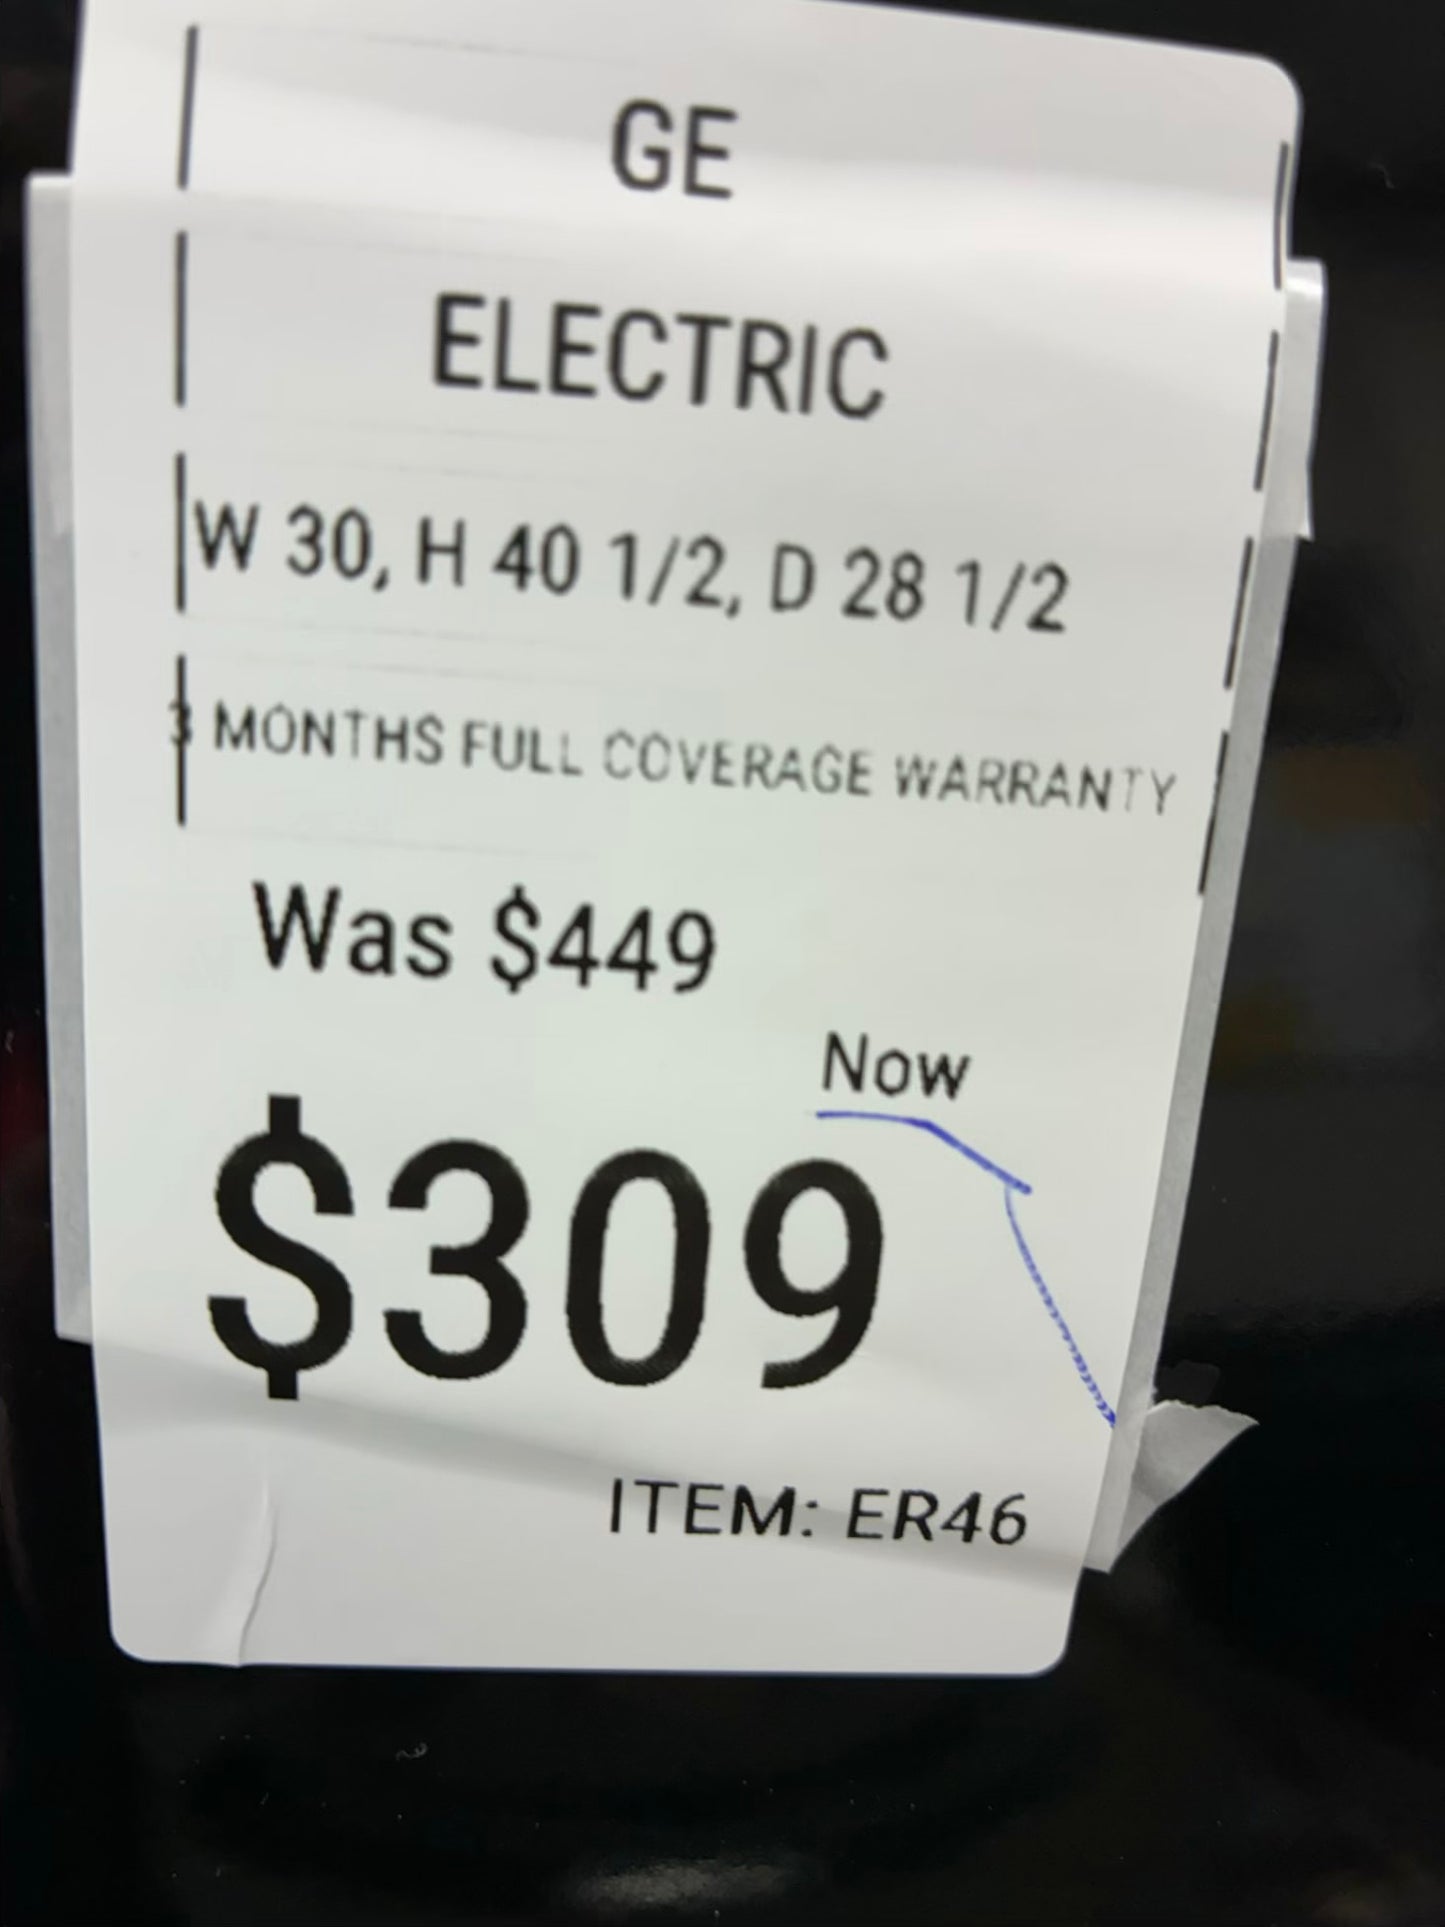 GE
ELECTRIC
W 30, H 40 1/2, D 28 1/2
3 MONTHS FULL COVERAGE WARRANTY
Was $449
Now
$309
ITEM: ER46